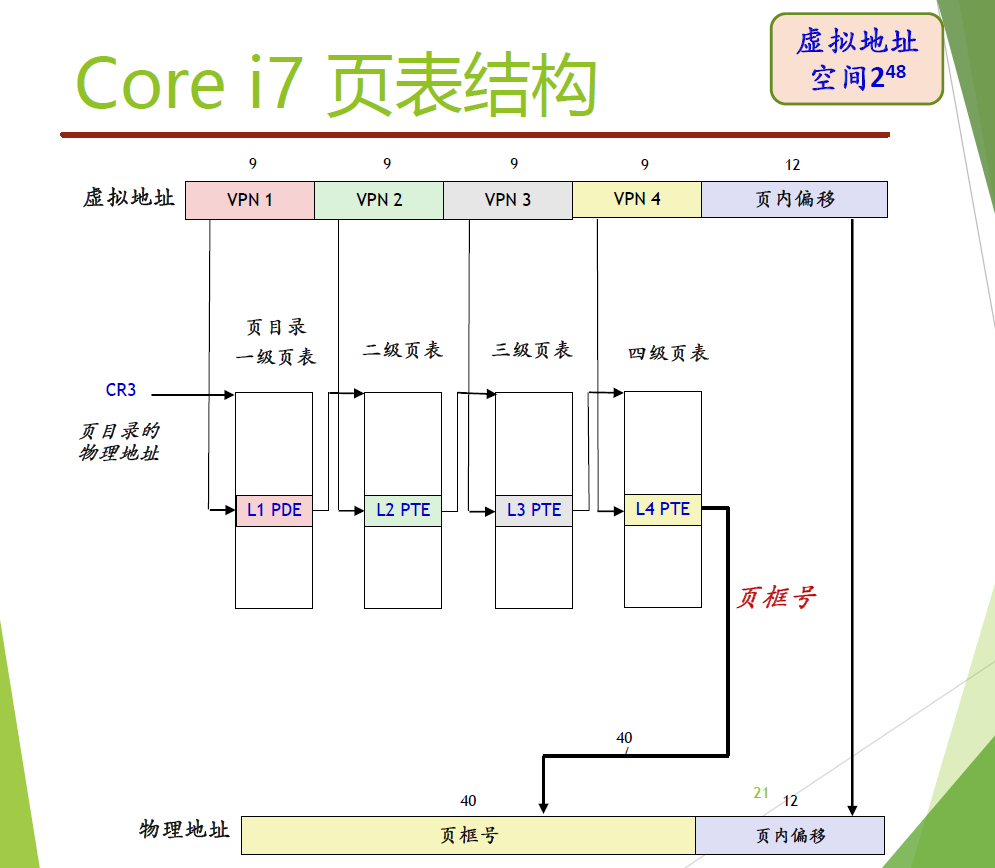 虚拟地址
空间2⁴⁸
Core i7 页表结构
9 9 9 9 12
虚拟地址 VPN 1 VPN 2 VPN 3 VPN 4 页内偏移
页目录
一级页表 二级页表 三级页表 四级页表
CR3
页目录的
物理地址
L1 PDE L2 PTE L3 PTE L4 PTE
页框号
40
40 21 12
物理地址 页框号 页内偏移